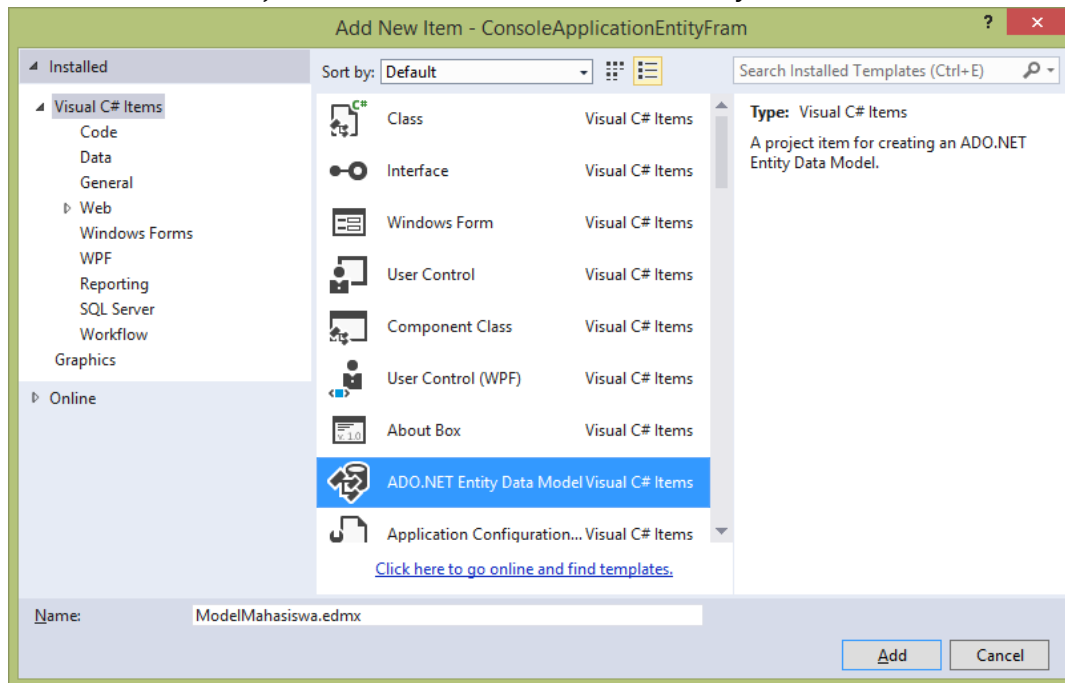 Add New Item - ConsoleApplicationEntityFram
? ×
Installed
Sort by: Default
Search Installed Templates (Ctrl+E)
Visual C# Items
Code
Data
General
Web
Windows Forms
WPF
Reporting
SQL Server
Workflow
Graphics
Online
C# Class Visual C# Items
Interface Visual C# Items
Windows Form Visual C# Items
User Control Visual C# Items
Component Class Visual C# Items
User Control (WPF) Visual C# Items
v. 1.0 About Box Visual C# Items
ADO.NET Entity Data Model Visual C# Items
Application Configuration... Visual C# Items
Click here to go online and find templates.
Type: Visual C# Items
A project item for creating an ADO.NET
Entity Data Model.
Name: ModelMahasiswa.edmx
Add Cancel